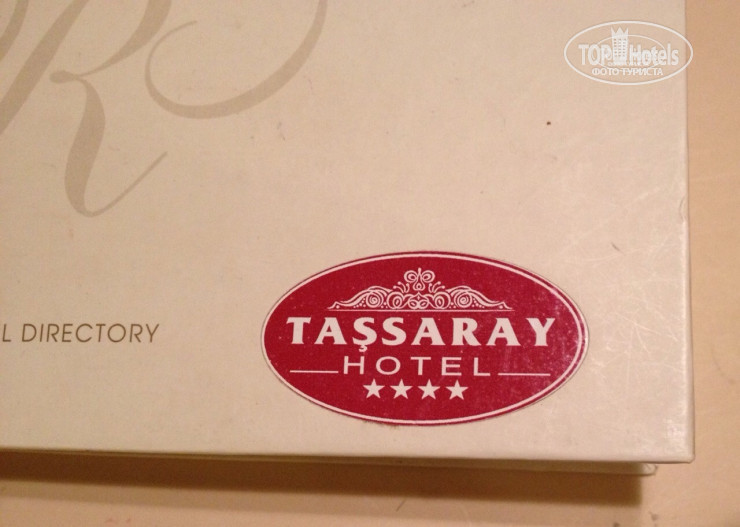 TOP Hotels
ФОТО ТУРИСТА
R
L DIRECTORY
TAŞSARAY
HOTEL